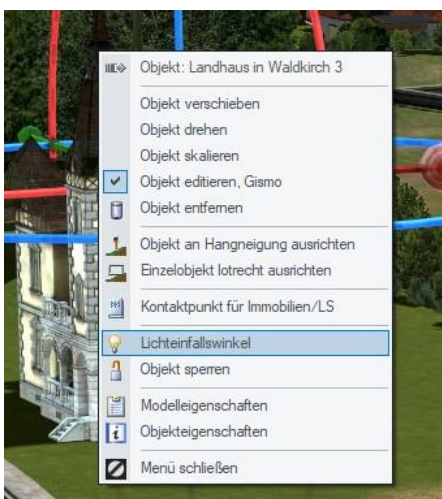 Objekt: Landhaus in Waldkirch 3
Objekt verschieben
Objekt drehen
Objekt skalieren
Objekt editieren, Gismo
Objekt entfernen
Objekt an Hangneigung ausrichten
Einzelobjekt lotrecht ausrichten
Kontaktpunkt für Immobilien/LS
Lichteinfallswinkel
Objekt sperren
Modelleigenschaften
Objekteigenschaften
Menü schließen